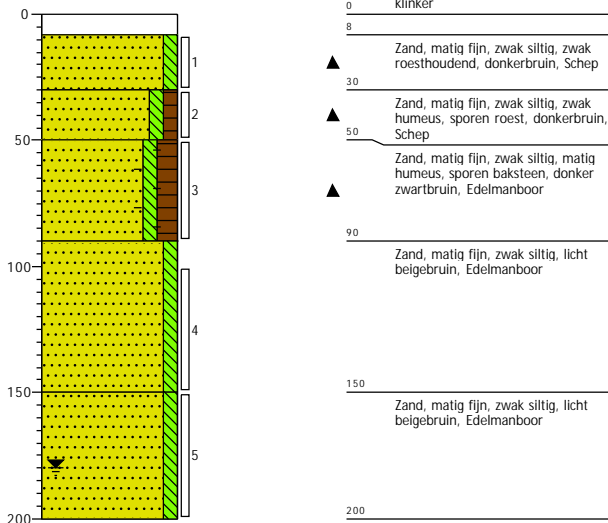 0
50
100
150
200
1
2
3
4
5
0
klinker
8
Zand, matig fijn, zwak siltig, zwak
roesthoudend, donkerbruin, Schep
30
Zand, matig fijn, zwak siltig, zwak
humeus, sporen roest, donkerbruin,
Schep
50
Zand, matig fijn, zwak siltig, matig
humeus, sporen baksteen, donker
zwartbruin, Edelmanboor
90
Zand, matig fijn, zwak siltig, licht
beigebruin, Edelmanboor
150
Zand, matig fijn, zwak siltig, licht
beigebruin, Edelmanboor
200